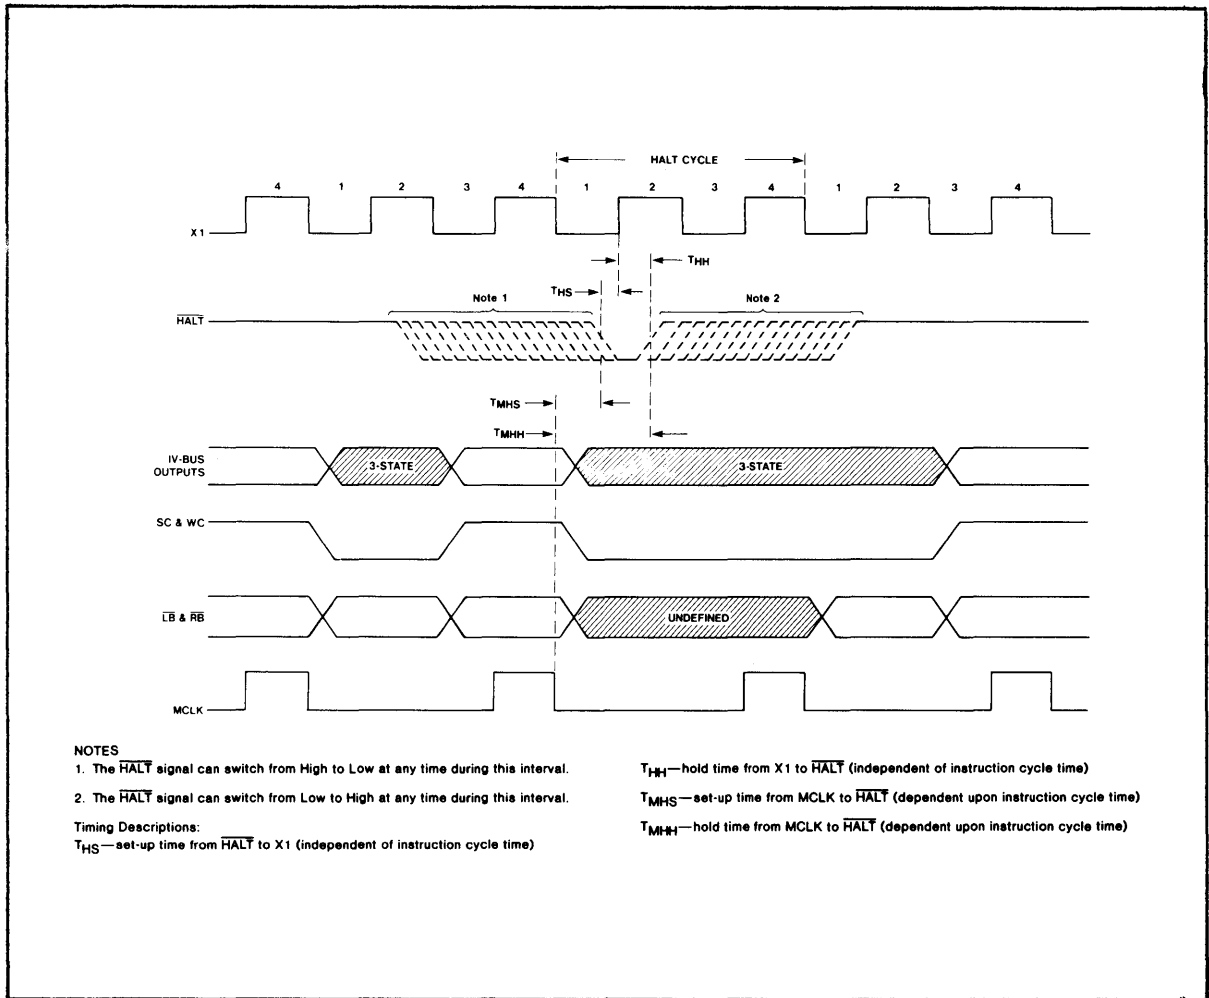 HALT CYCLE
4 1 2 3 4 1 2 3 4 1 2 3 4
X1
THH
THS
Note 1
Note 2
HALT
TMHS
TMHH
IV-BUS
OUTPUTS
3-STATE
3-STATE
SC & WC
LB & RB
UNDEFINED
MCLK
NOTES
1. The HALT signal can switch from High to Low at any time during this interval.
2. The HALT signal can switch from Low to High at any time during this interval.
Timing Descriptions:
THS—set-up time from HALT to X1 (independent of instruction cycle time)
THH—hold time from X1 to HALT (independent of instruction cycle time)
TMHS—set-up time from MCLK to HALT (dependent upon instruction cycle time)
TMHH—hold time from MCLK to HALT (dependent upon instruction cycle time)